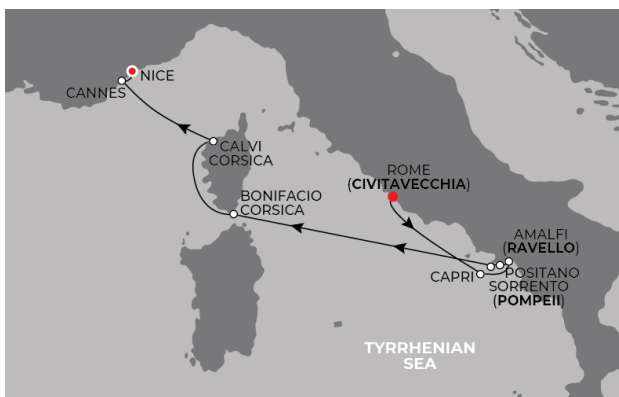 NICE
CANNES
CALVI
CORSICA
ROME
(CIVITAVECCHIA)
BONIFACIO
CORSICA
AMALFI
(RAVELLO)
CAPRI
POSITANO
SORRENTO
(POMPEII)
TYRRHENIAN
SEA